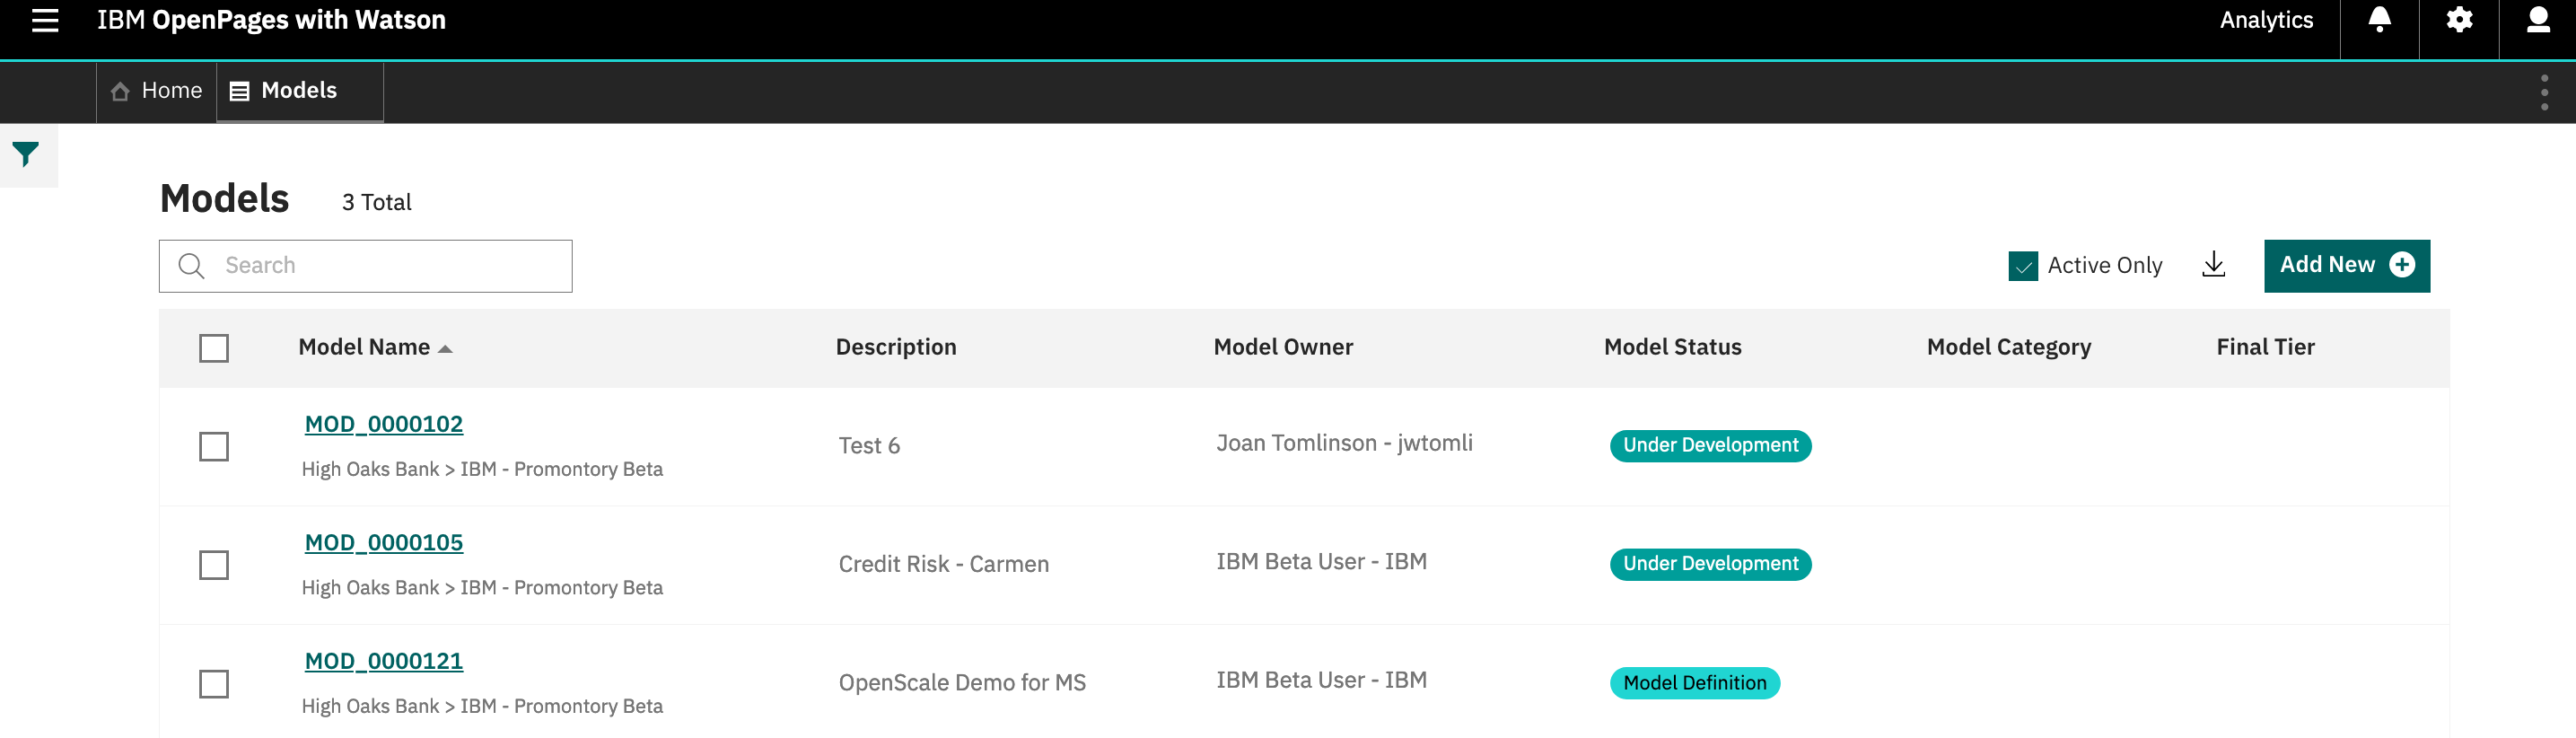 IBM OpenPages with Watson
Analytics
Home
Models
Models 3 Total
Search
Active Only
Add New
Model Name Description Model Owner Model Status Model Category Final Tier
MOD_0000102
High Oaks Bank > IBM - Promontory Beta
Test 6
Joan Tomlinson - jwtomli
Under Development
MOD_0000105
High Oaks Bank > IBM - Promontory Beta
Credit Risk - Carmen
IBM Beta User - IBM
Under Development
MOD_0000121
High Oaks Bank > IBM - Promontory Beta
OpenScale Demo for MS
IBM Beta User - IBM
Model Definition